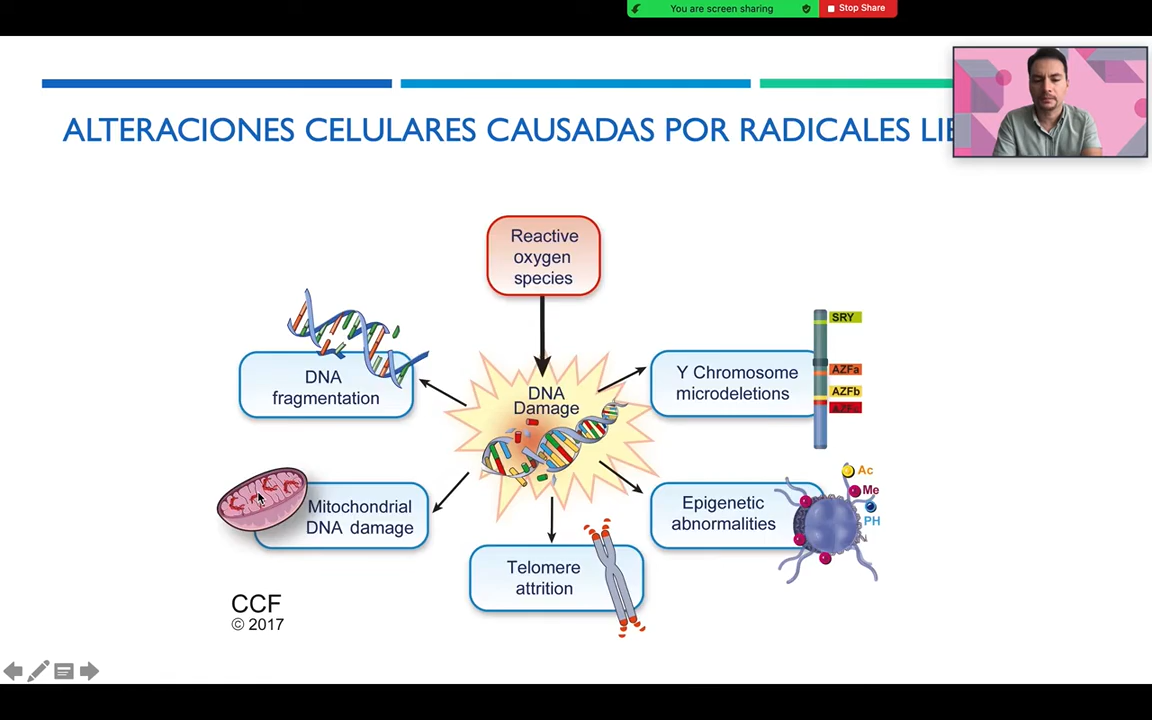 You are screen sharing
Stop Share
ALTERACIONES CELULARES CAUSADAS POR RADICALES
Reactive
oxygen
species
DNA
fragmentation
DNA
Damage
Y Chromosome
microdeletions
SRY
AZFa
AZFb
AZFc
Mitochondrial
DNA damage
Epigenetic
abnormalities
Ac
Me
PH
Telomere
attrition
CCF
© 2017